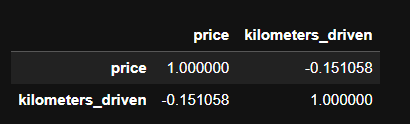 price kilometers_driven
price 1.000000 -0.151058
kilometers_driven -0.151058 1.000000